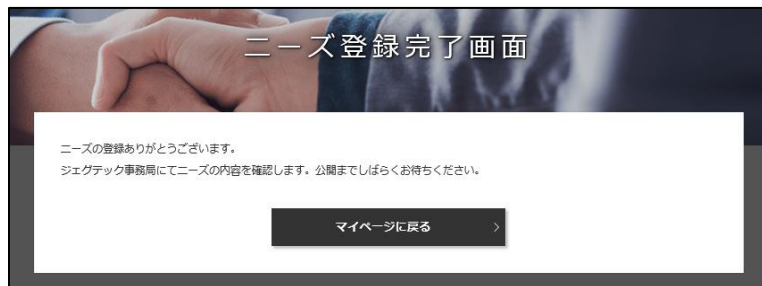 ニーズ登録完了画面
ニーズの登録ありがとうございます。
ジェグテック事務局にてニーズの内容を確認します。公開までしばらくお待ちください。
マイページに戻る